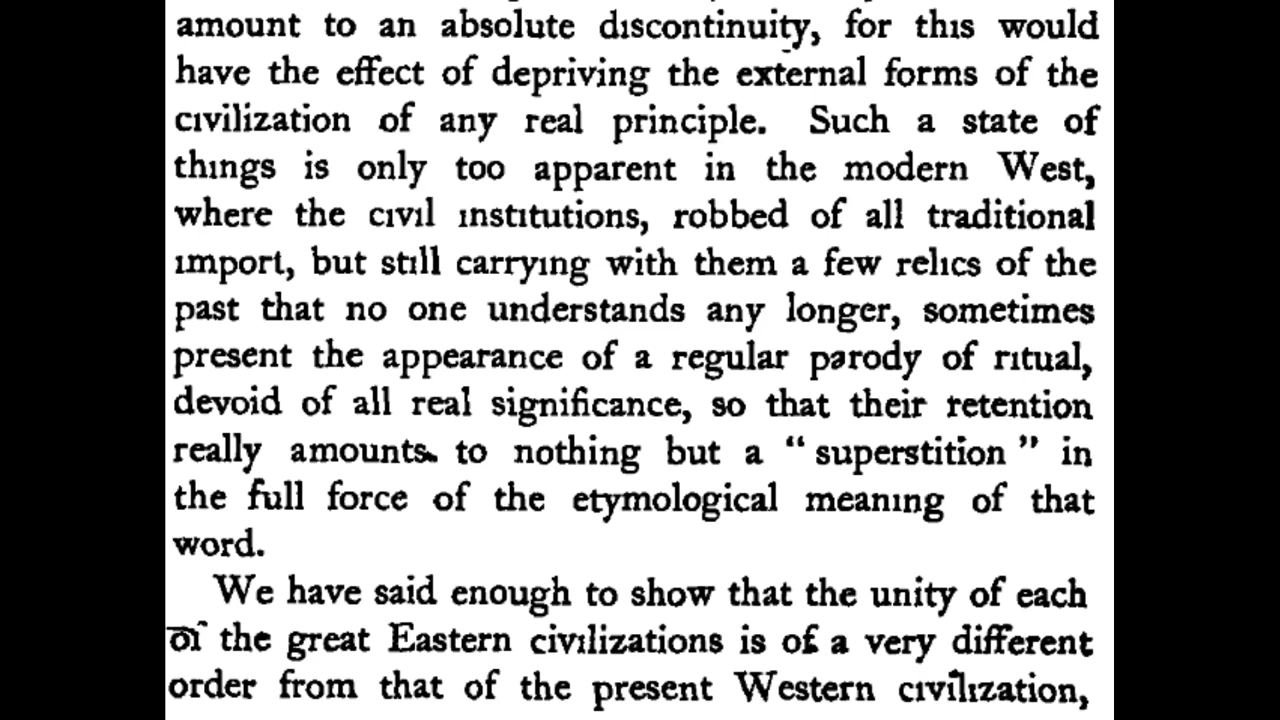 amount to an absolute discontinuity, for this would
have the effect of depriving the external forms of the
civilization of any real principle. Such a state of
things is only too apparent in the modern West,
where the civil institutions, robbed of all traditional
import, but still carrying with them a few relics of the
past that no one understands any longer, sometimes
present the appearance of a regular parody of ritual,
devoid of all real significance, so that their retention
really amounts to nothing but a “ superstition ” in
the full force of the etymological meaning of that
word.
We have said enough to show that the unity of each
of the great Eastern civilizations is of a very different
order from that of the present Western civilization,